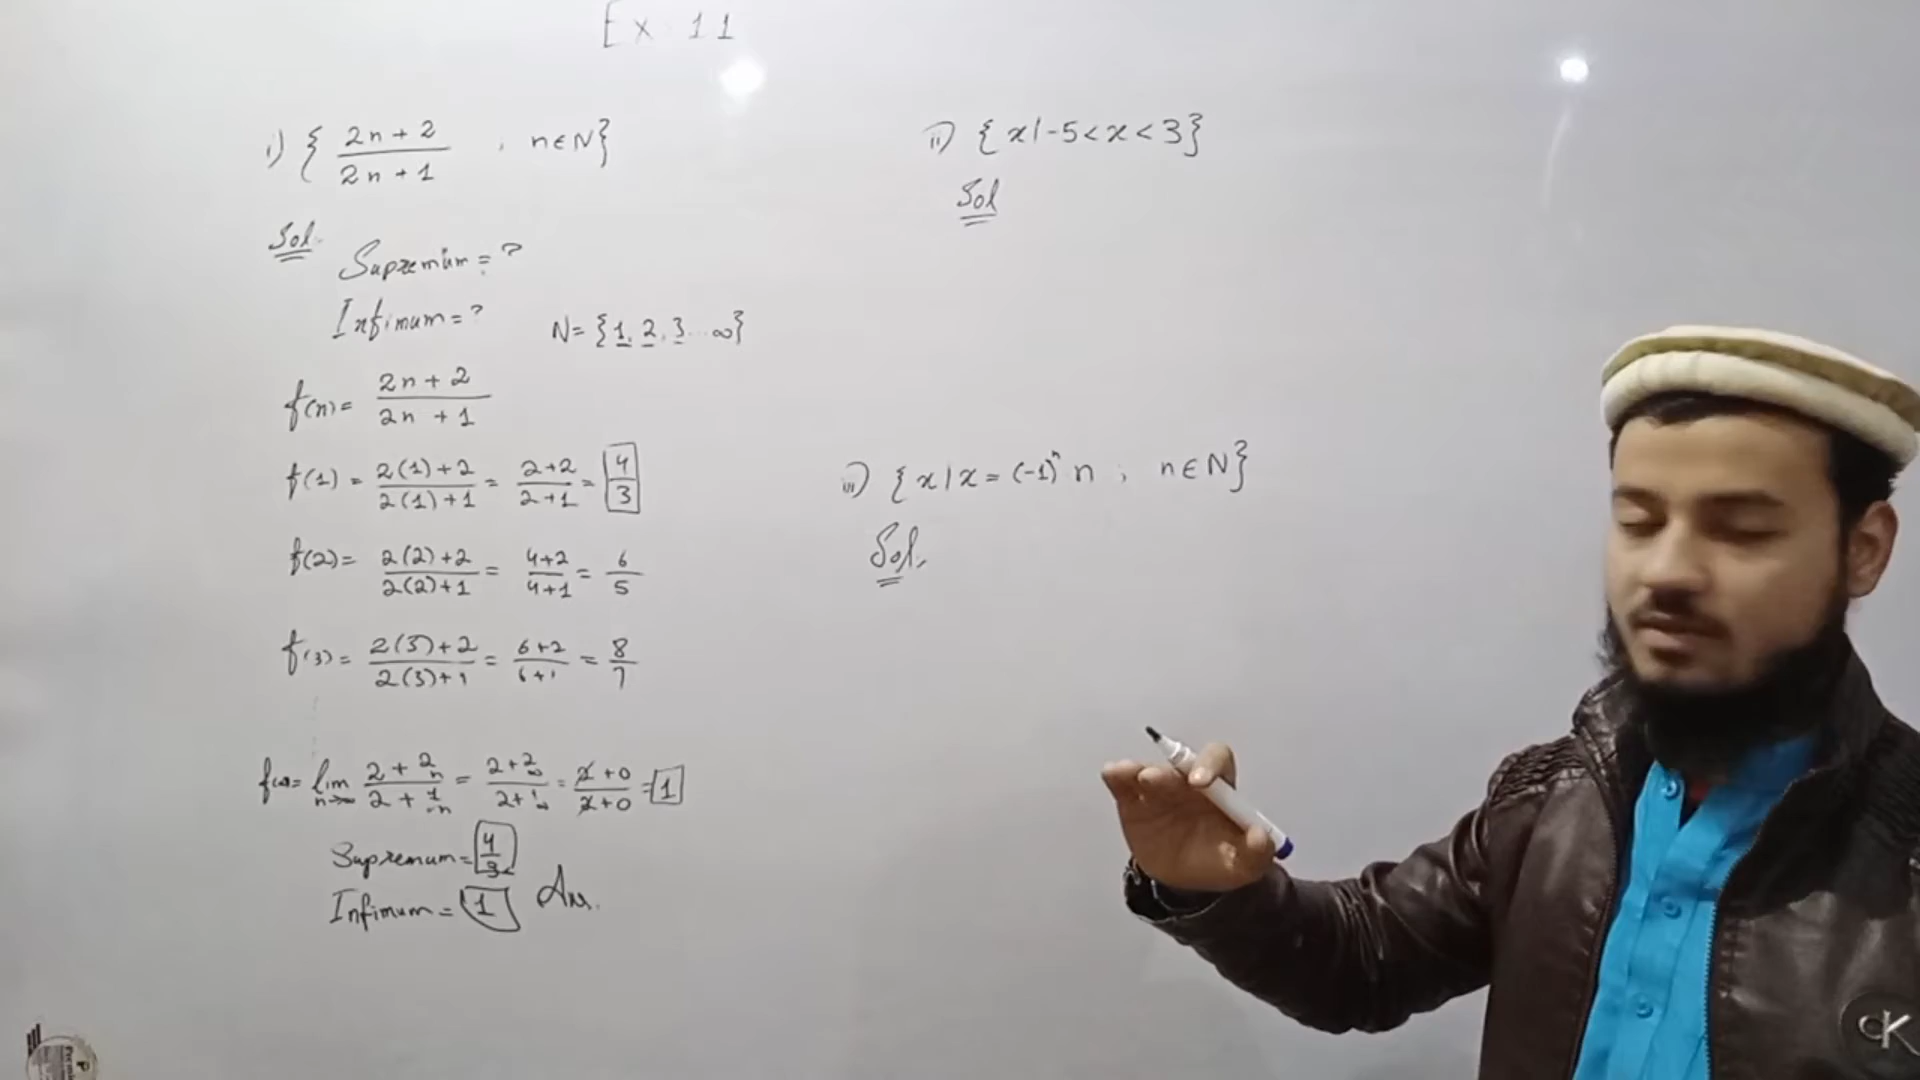 Ex 11
i) { 2n+2 / 2n+1 ; n∈N}
Sol.
Supremum = ?
Infimum = ?
N = {1, 2, 3 ... ∞}
f(n) = 2n+2 / 2n+1
f(1) = 2(1)+2 / 2(1)+1 = 2+2 / 2+1 = 4/3
f(2) = 2(2)+2 / 2(2)+1 = 4+2 / 4+1 = 6/5
f(3) = 2(3)+2 / 2(3)+1 = 6+2 / 6+1 = 8/7
f(∞) = lim n→∞ 2+2/n / 2+1/n = 2+2/∞ / 2+1/∞ = 2+0 / 2+0 = 1
Supremum = 4/3
Infimum = 1 Ans.
ii) {x|-5<x<3}
Sol
iii) {x|x=(-1)ⁿ n ; n∈N}
Sol.
CK